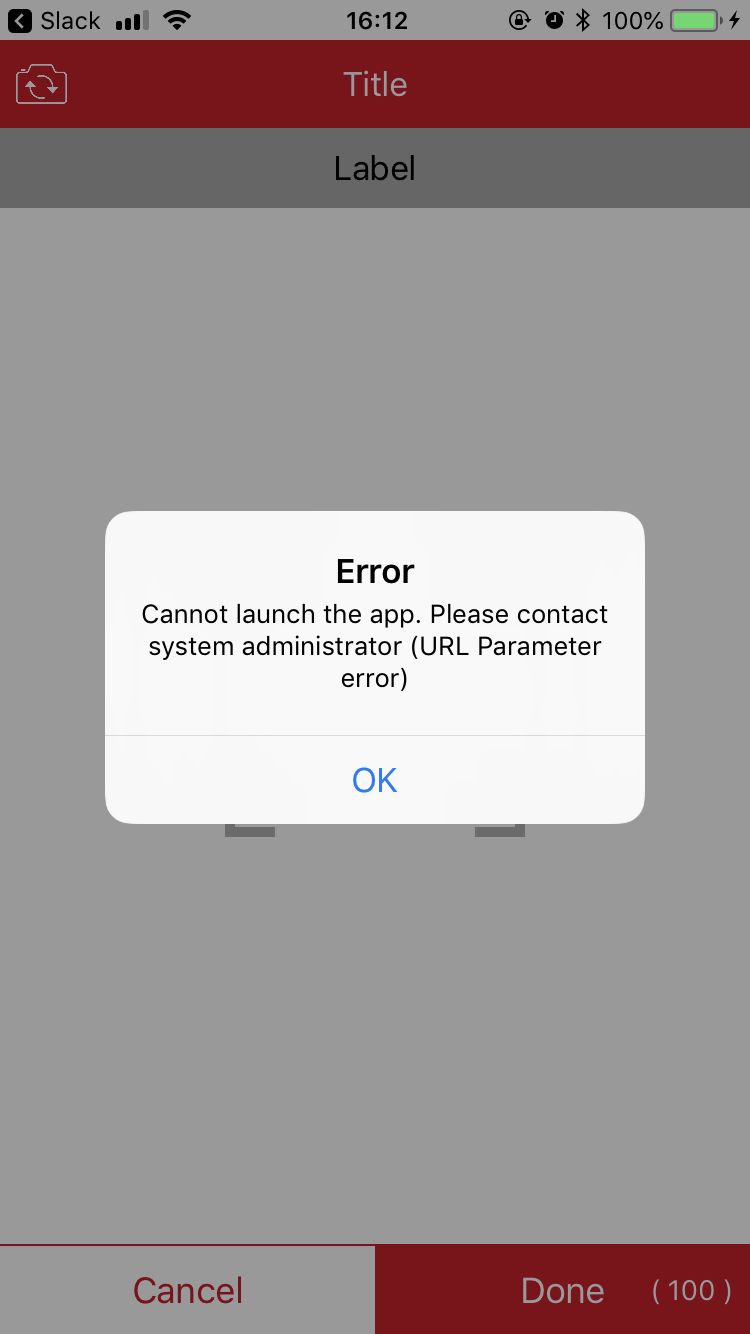 Slack 16:12 100%
Title
Label
Error
Cannot launch the app. Please contact
system administrator (URL Parameter
error)
OK
Cancel Done ( 100 )